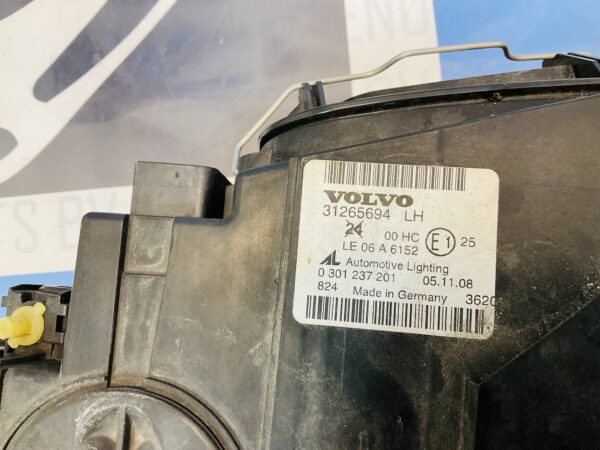 VOLVO
31265694 LH
24 00 HC E1 25
LE 06 A 6152
AL Automotive Lighting
0 301 237 201 05.11.08
824 Made in Germany 3620